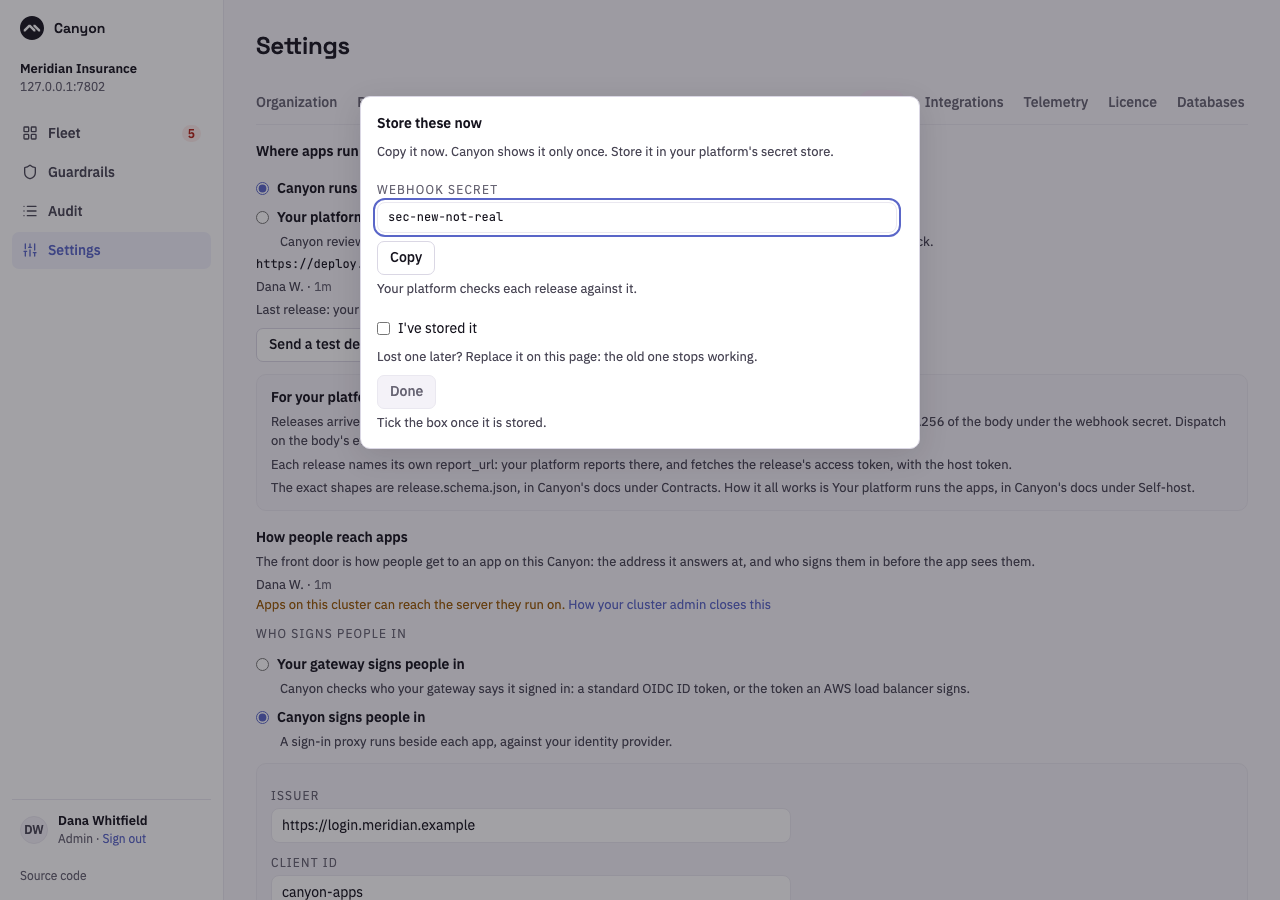 Canyon
Meridian Insurance
127.0.0.1:7802
Fleet 5
Guardrails
Audit
Settings
Dana Whitfield
DW
Admin · Sign out
Source code
Settings
Organization
Integrations Telemetry Licence Databases
Where apps run
Canyon runs
Your platform
Canyon review
https://deploy.
Dana W. · 1m
Last release: your
Send a test de
Store these now
Copy it now. Canyon shows it only once. Store it in your platform's secret store.
WEBHOOK SECRET
sec-new-not-real
Copy
Your platform checks each release against it.
I've stored it
Lost one later? Replace it on this page: the old one stops working.
Done
Tick the box once it is stored.
For your platfo
Releases arrive 256 of the body under the webhook secret. Dispatch
on the body's e
Each release names its own report_url: your platform reports there, and fetches the release's access token, with the host token.
The exact shapes are release.schema.json, in Canyon's docs under Contracts. How it all works is Your platform runs the apps, in Canyon's docs under Self-host.
How people reach apps
The front door is how people get to an app on this Canyon: the address it answers at, and who signs them in before the app sees them.
Dana W. · 1m
Apps on this cluster can reach the server they run on. How your cluster admin closes this
WHO SIGNS PEOPLE IN
Your gateway signs people in
Canyon checks who your gateway says it signed in: a standard OIDC ID token, or the token an AWS load balancer signs.
Canyon signs people in
A sign-in proxy runs beside each app, against your identity provider.
ISSUER
https://login.meridian.example
CLIENT ID
canyon-apps